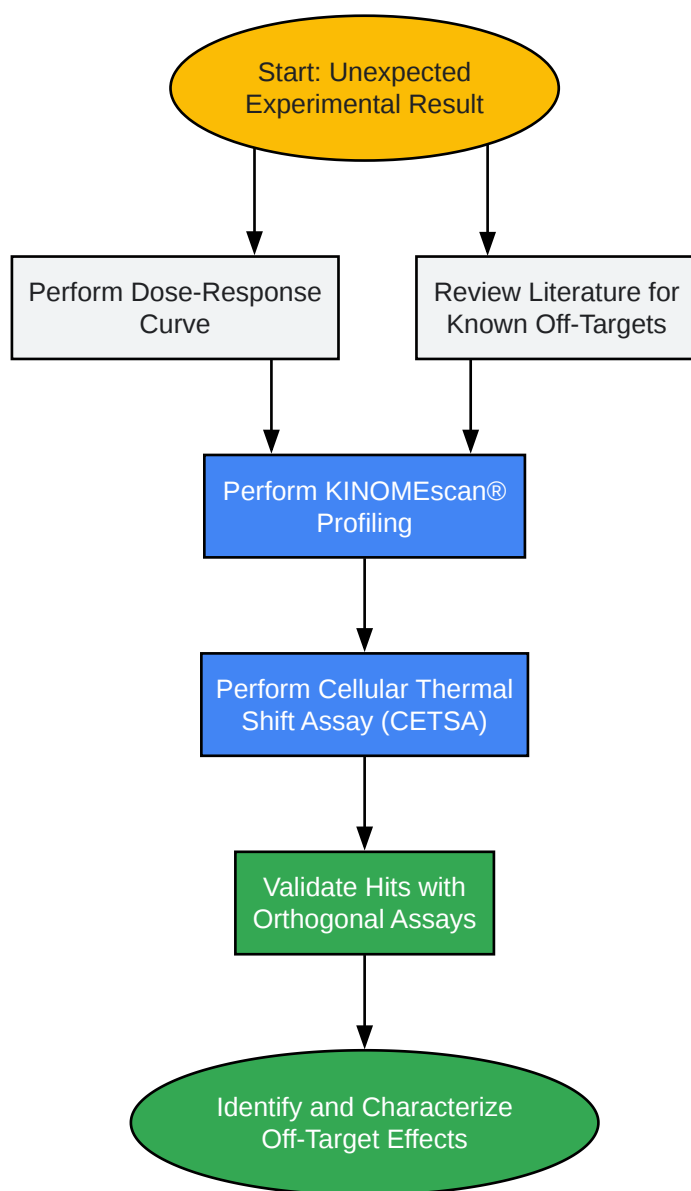 Start: Unexpected
Experimental Result
Perform Dose-Response
Curve
Review Literature for
Known Off-Targets
Perform KINOMEscan®
Profiling
Perform Cellular Thermal
Shift Assay (CETSA)
Validate Hits with
Orthogonal Assays
Identify and Characterize
Off-Target Effects